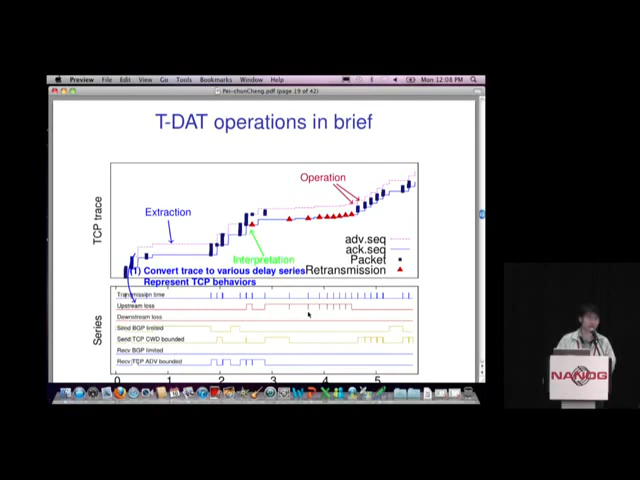 Preview File Edit View Go Tools Bookmarks Window Help Mon 12:08 PM
Pei-chunCheng.pdf (page 19 of 42)
T-DAT operations in brief
TCP trace
Operation
Extraction
Interpretation
adv.seq
ack.seq
Packet
Retransmission
(1) Convert trace to various delay series
Represent TCP behaviors
Series
Transmission time
Upstream loss
Downstream loss
Send BGP limited
Send TCP CWD bounded
Recv BGP limited
Recv TCP ADV bounded
0 1 2 3 4 5
NANOG